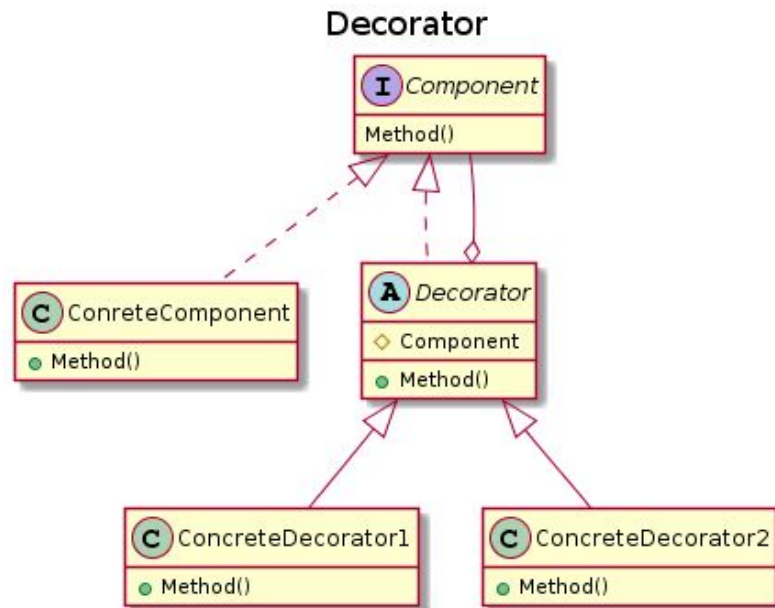 Decorator
I Component
Method()
C ConreteComponent
Method()
A Decorator
Component
Method()
C ConcreteDecorator1
Method()
C ConcreteDecorator2
Method()